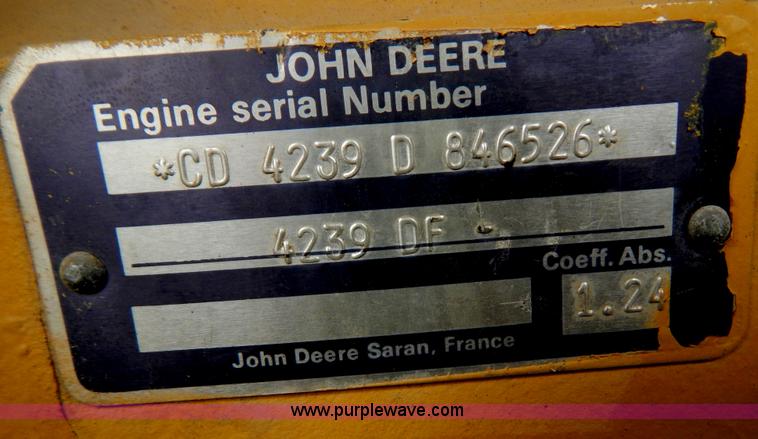 JOHN DEERE
Engine serial Number
*CD 4239 D 846526*
4239 DF
Coeff. Abs.
1.24
John Deere Saran, France
www.purplewave.com